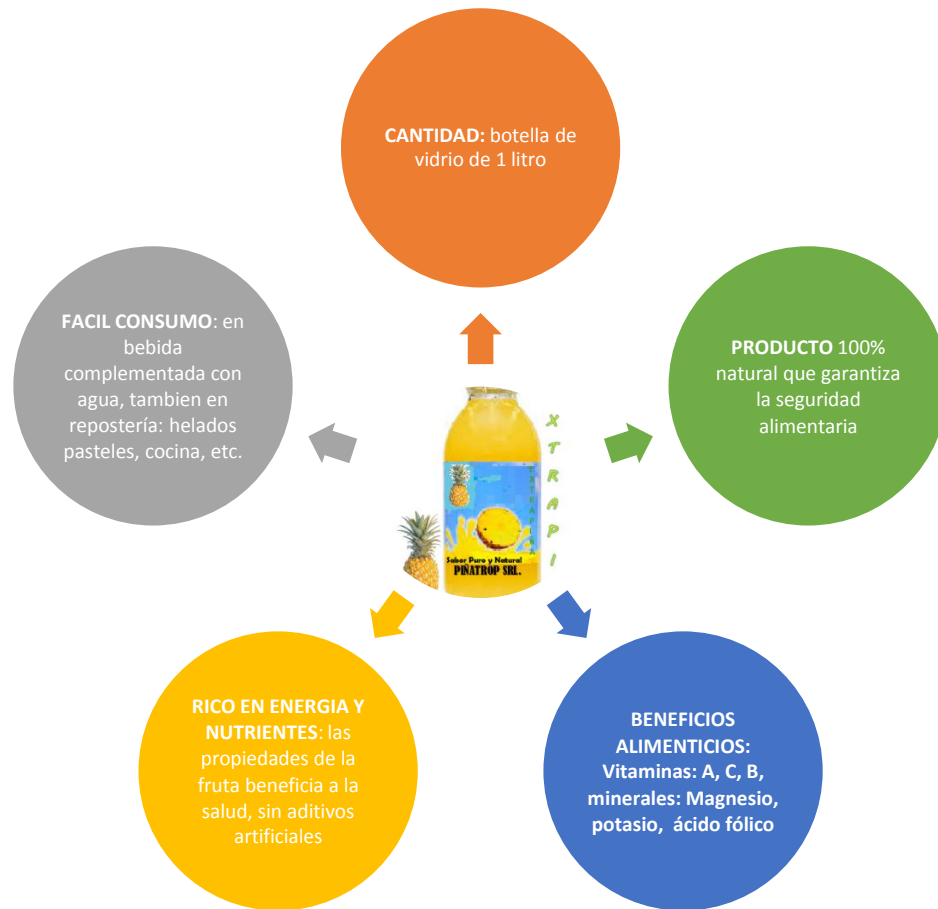 CANTIDAD: botella de
vidrio de 1 litro
FACIL CONSUMO: en
bebida
complementada con
agua, tambien en
repostería: helados
pasteles, cocina, etc.
PRODUCTO 100%
natural que garantiza
la seguridad
alimentaria
X
T
R
A
P
I
Sabor Puro y Natural
PIÑATROP SRL.
RICO EN ENERGIA Y
NUTRIENTES: las
propiedades de la
fruta beneficia a la
salud, sin aditivos
artificiales
BENEFICIOS
ALIMENTICIOS:
Vitaminas: A, C, B,
minerales: Magnesio,
potasio,  ácido fólico